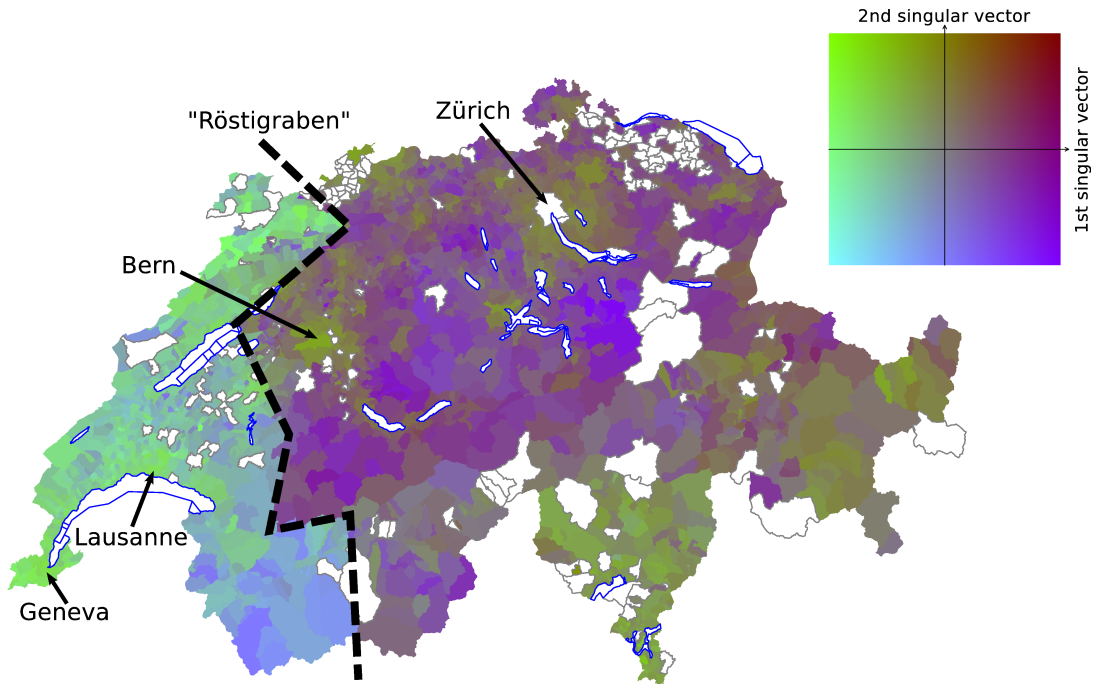 2nd singular vector
1st singular vector
"Röstigraben"
Zürich
Bern
Lausanne
Geneva